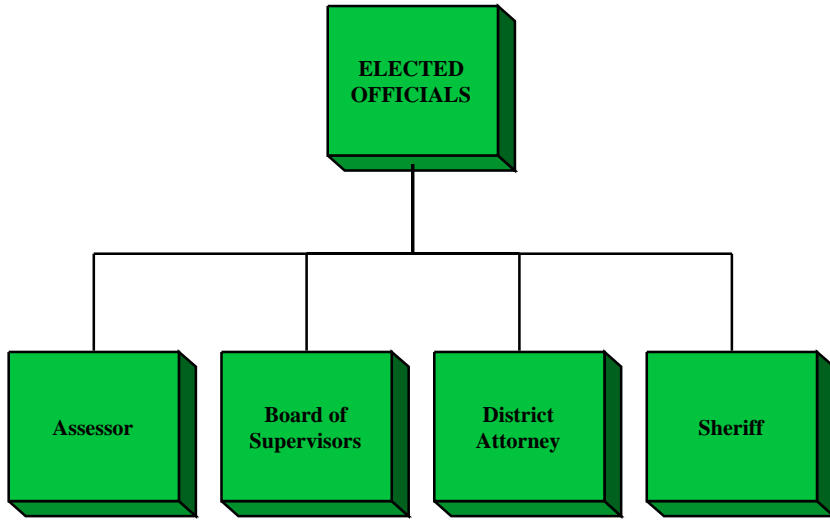 ELECTED
OFFICIALS
Assessor
Board of
Supervisors
District
Attorney
Sheriff